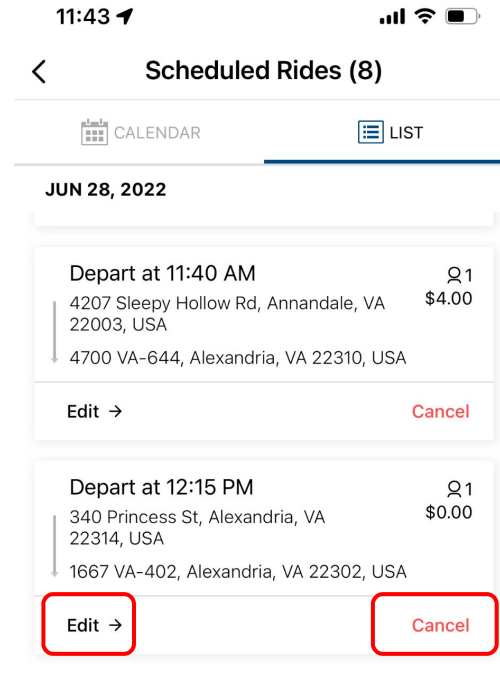 11:43
Scheduled Rides (8)
CALENDAR
LIST
JUN 28, 2022
Depart at 11:40 AM
1
4207 Sleepy Hollow Rd, Annandale, VA
$4.00
22003, USA
4700 VA-644, Alexandria, VA 22310, USA
Edit →
Cancel
Depart at 12:15 PM
1
340 Princess St, Alexandria, VA
$0.00
22314, USA
1667 VA-402, Alexandria, VA 22302, USA
Edit →
Cancel